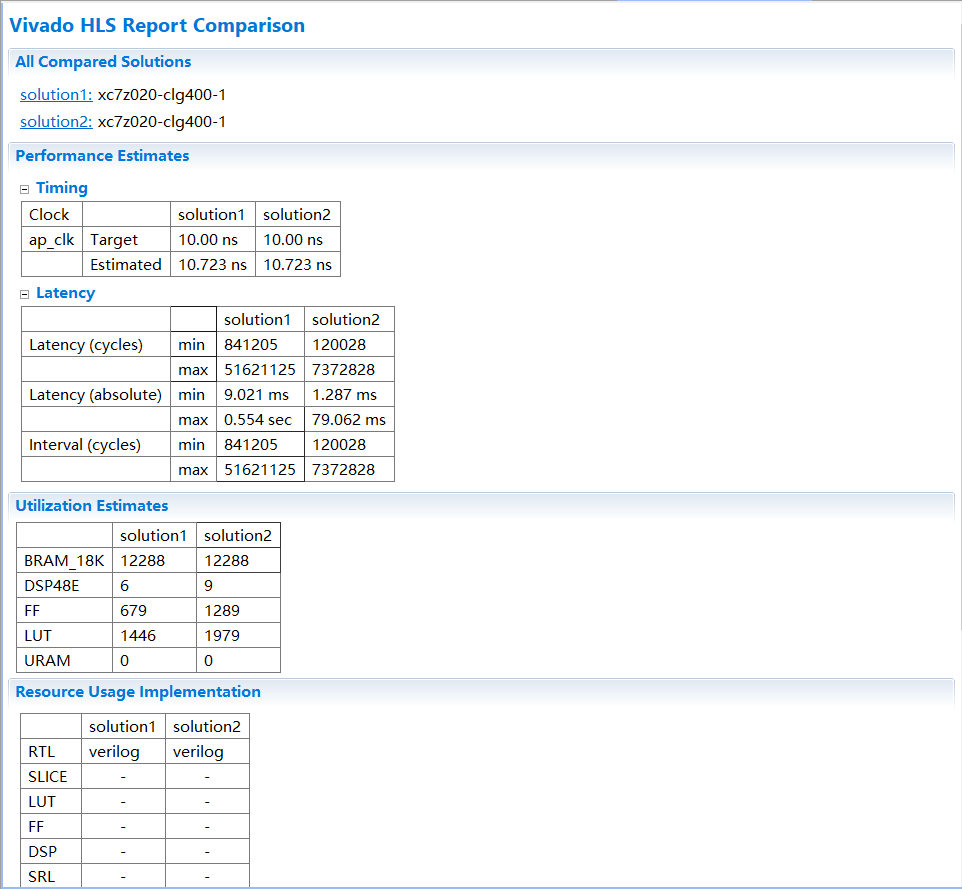 Vivado HLS Report Comparison
All Compared Solutions
solution1: xc7z020-clg400-1
solution2: xc7z020-clg400-1
Performance Estimates
Timing
Clock solution1 solution2
ap_clk Target 10.00 ns 10.00 ns
Estimated 10.723 ns 10.723 ns
Latency
solution1 solution2
Latency (cycles) min 841205 120028
max 51621125 7372828
Latency (absolute) min 9.021 ms 1.287 ms
max 0.554 sec 79.062 ms
Interval (cycles) min 841205 120028
max 51621125 7372828
Utilization Estimates
solution1 solution2
BRAM_18K 12288 12288
DSP48E 6 9
FF 679 1289
LUT 1446 1979
URAM 0 0
Resource Usage Implementation
solution1 solution2
RTL verilog verilog
SLICE - -
LUT - -
FF - -
DSP - -
SRL - -